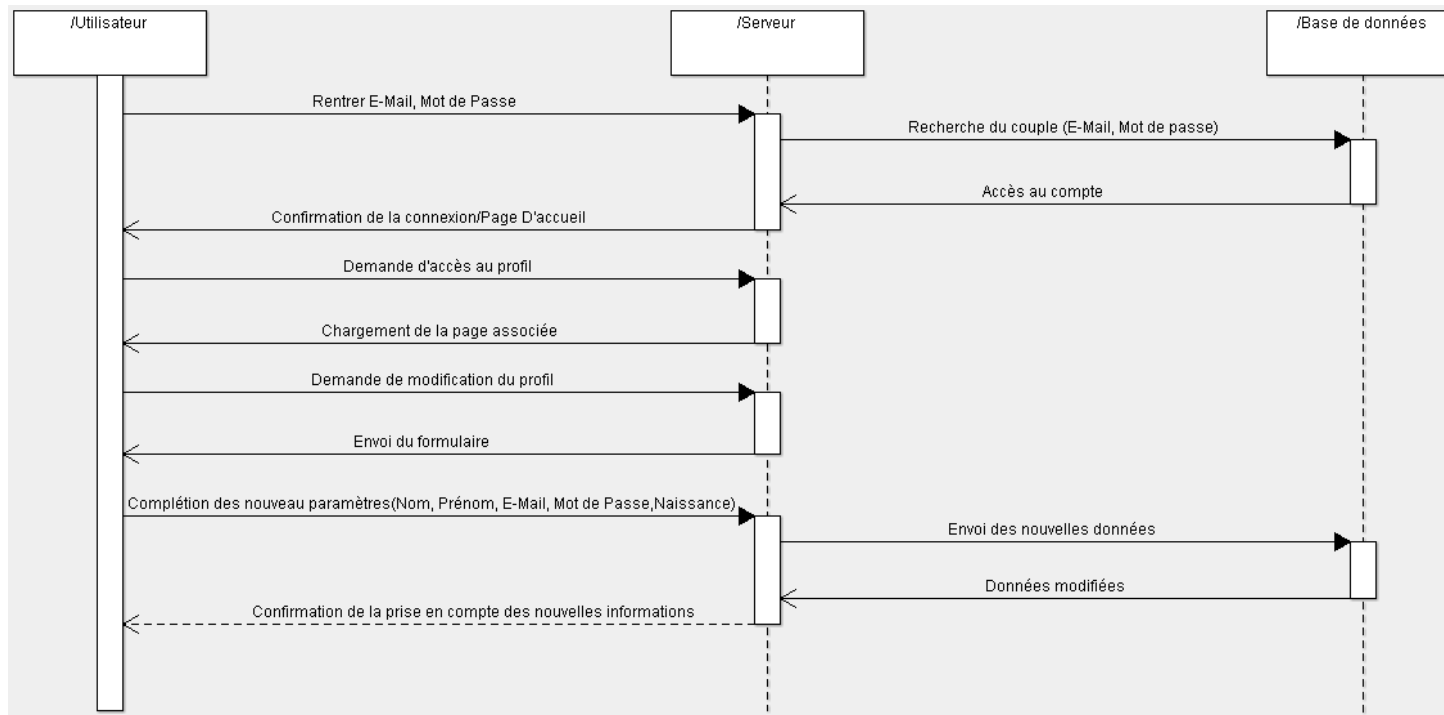 /Utilisateur
/Serveur
/Base de données
Rentrer E-Mail, Mot de Passe
Recherche du couple (E-Mail, Mot de passe)
Accès au compte
Confirmation de la connexion/Page D'accueil
Demande d'accès au profil
Chargement de la page associée
Demande de modification du profil
Envoi du formulaire
Complétion des nouveau paramètres(Nom, Prénom, E-Mail, Mot de Passe,Naissance)
Envoi des nouvelles données
Données modifiées
Confirmation de la prise en compte des nouvelles informations